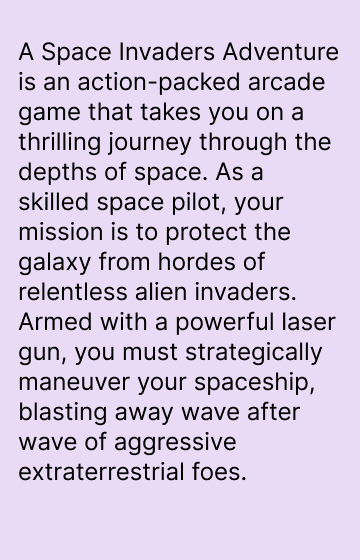 A Space Invaders Adventure
is an action-packed arcade
game that takes you on a
thrilling journey through the
depths of space. As a
skilled space pilot, your
mission is to protect the
galaxy from hordes of
relentless alien invaders.
Armed with a powerful laser
gun, you must strategically
maneuver your spaceship,
blasting away wave after
wave of aggressive
extraterrestrial foes.